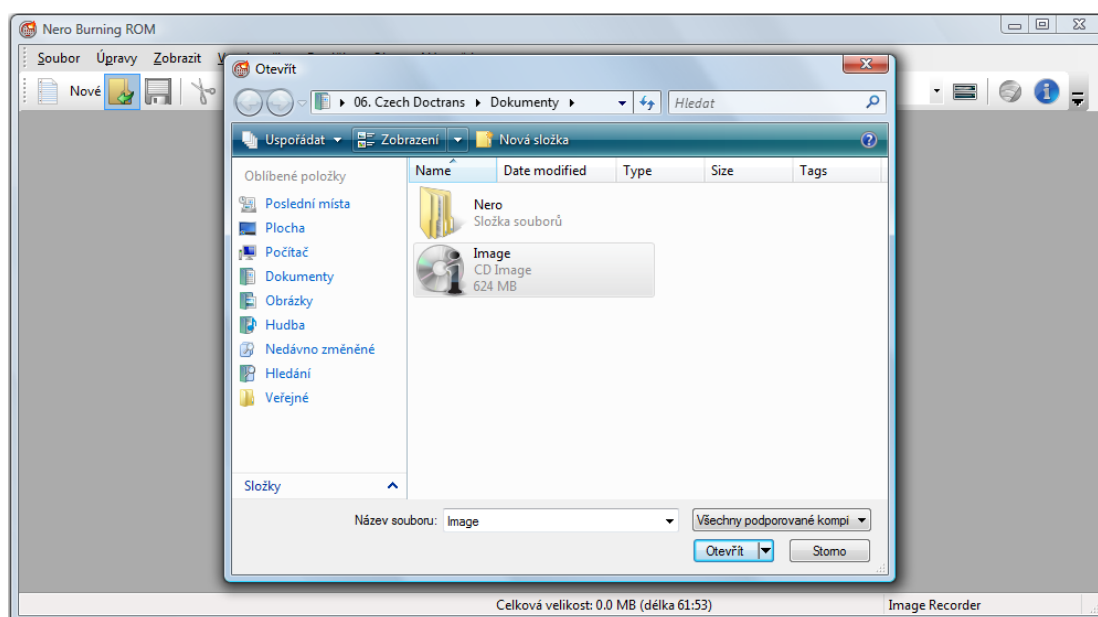 Nero Burning ROM
Soubor Úpravy Zobrazit
Nové
Otevřít
06. Czech Doctrans Dokumenty Hledat
Uspořádat Zobrazení Nová složka
Oblíbené položky
Poslední místa
Plocha
Počítač
Dokumenty
Obrázky
Hudba
Nedávno změněné
Hledání
Veřejné
Složky
Name Date modified Type Size Tags
Nero
Složka souborů
Image
CD Image
624 MB
Název souboru: Image Všechny podporované kompi
Otevřít Storno
Celková velikost: 0.0 MB (délka 61:53) Image Recorder